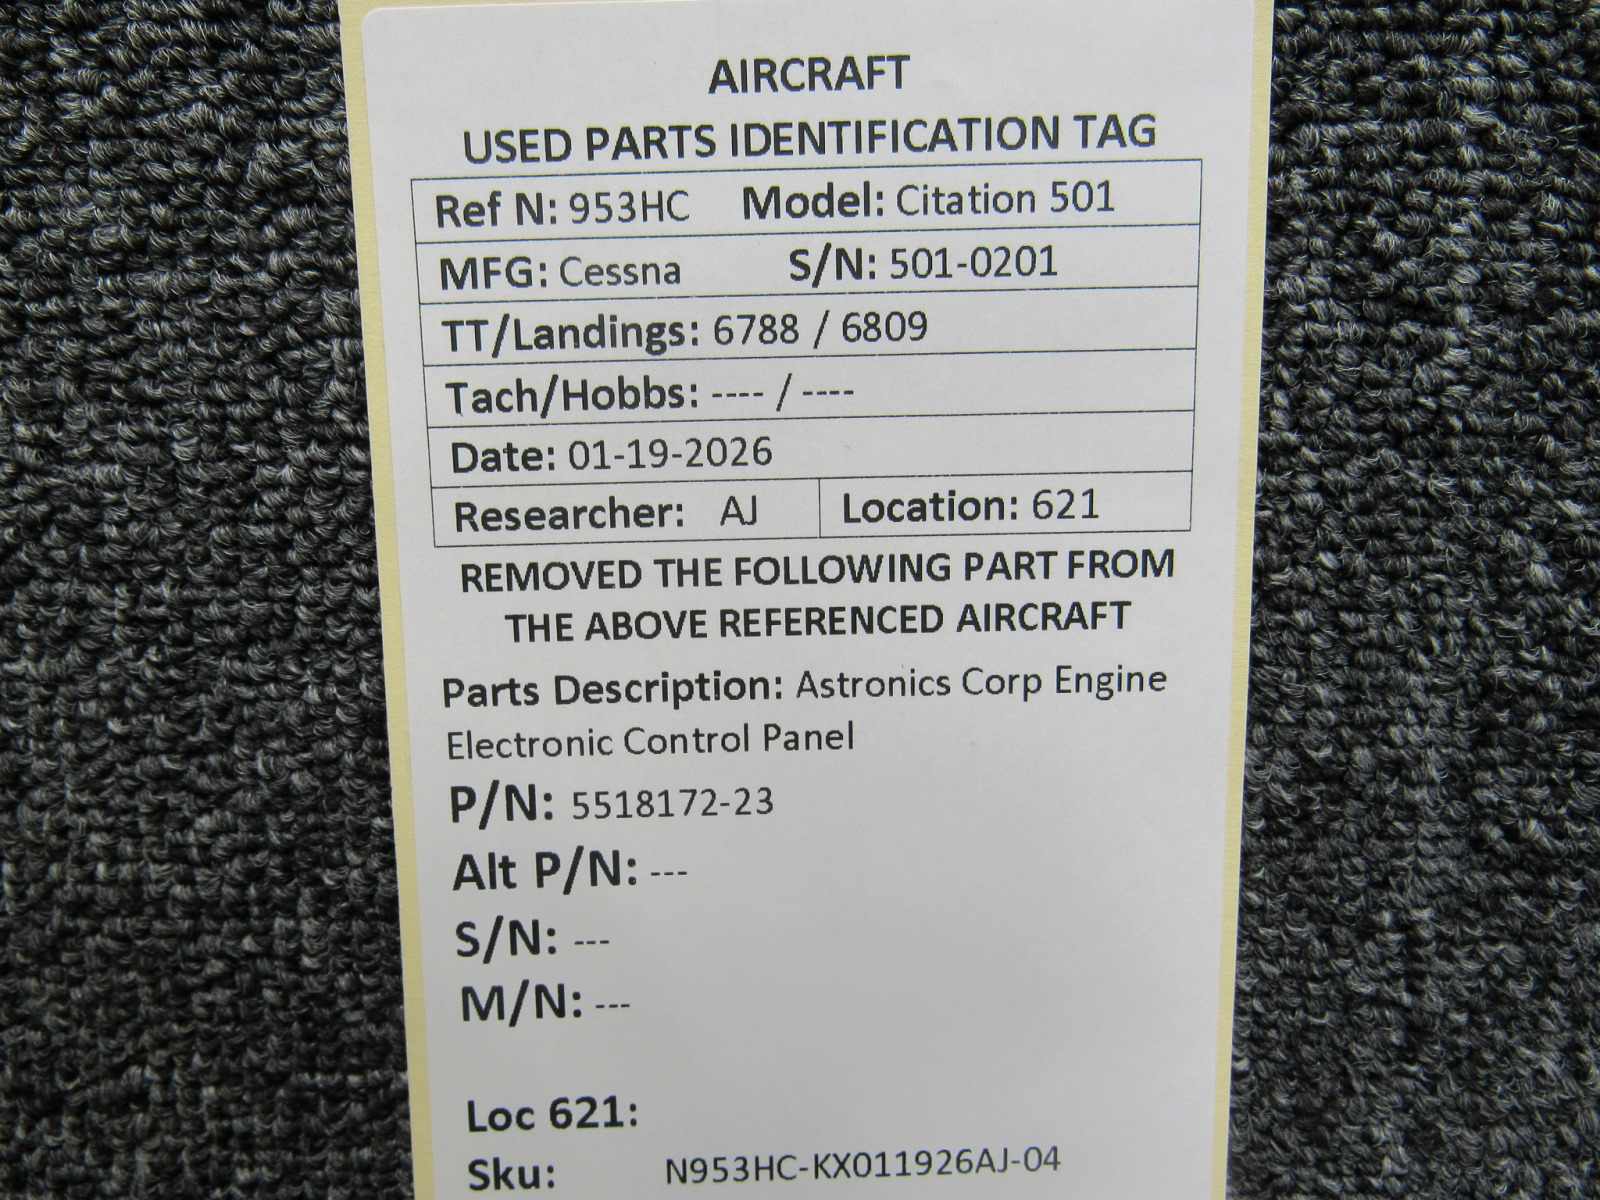 AIRCRAFT
USED PARTS IDENTIFICATION TAG
Ref N: 953HC Model: Citation 501
MFG: Cessna S/N: 501-0201
TT/Landings: 6788 / 6809
Tach/Hobbs: ---- / ----
Date: 01-19-2026
Researcher: AJ Location: 621
REMOVED THE FOLLOWING PART FROM
THE ABOVE REFERENCED AIRCRAFT
Parts Description: Astronics Corp Engine
Electronic Control Panel
P/N: 5518172-23
Alt P/N: ---
S/N: ---
M/N: ---
Loc 621:
Sku: N953HC-KX011926AJ-04